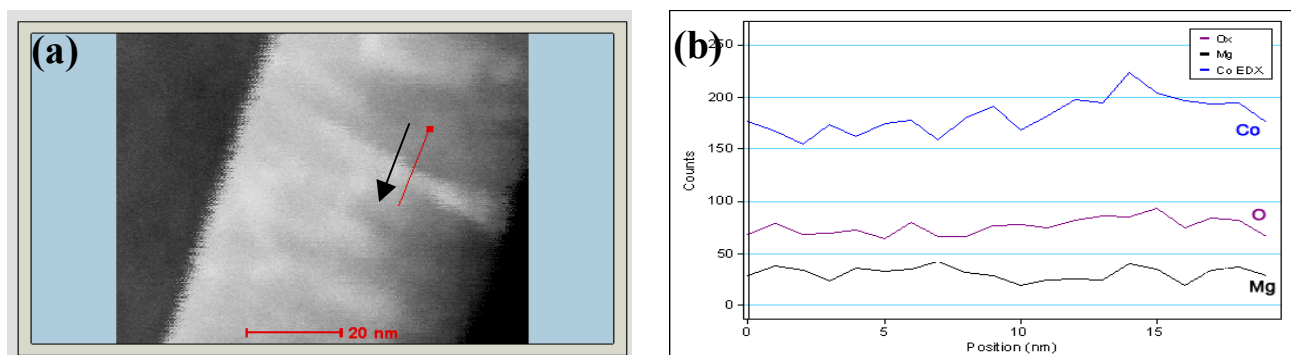 (a)
20 nm
(b)
250
200
150
100
50
0
Counts
0
5
10
15
Position (nm)
Ox
Mg
Co EDX
Co
O
Mg